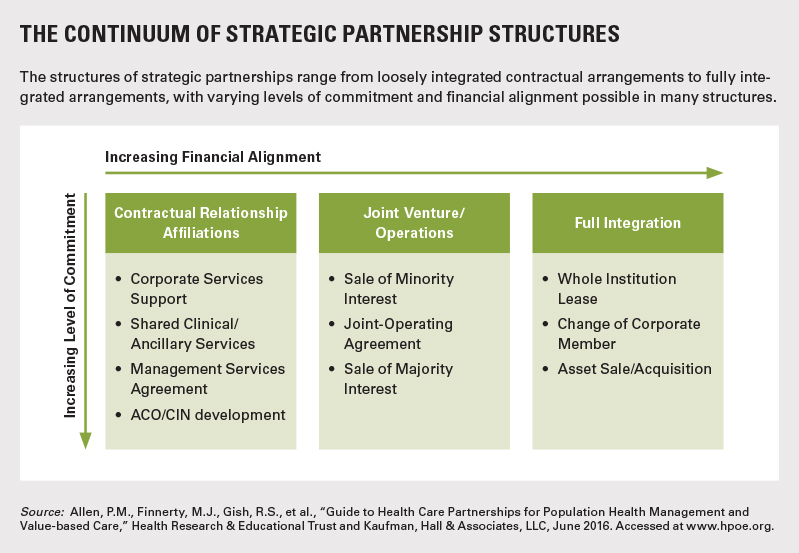 THE CONTINUUM OF STRATEGIC PARTNERSHIP STRUCTURES
The structures of strategic partnerships range from loosely integrated contractual arrangements to fully inte-
grated arrangements, with varying levels of commitment and financial alignment possible in many structures.
Increasing Financial Alignment
Increasing Level of Commitment
Contractual Relationship
Affiliations
• Corporate Services
Support
• Shared Clinical/
Ancillary Services
• Management Services
Agreement
• ACO/CIN development
Joint Venture/
Operations
• Sale of Minority
Interest
• Joint-Operating
Agreement
• Sale of Majority
Interest
Full Integration
• Whole Institution
Lease
• Change of Corporate
Member
• Asset Sale/Acquisition
Source: Allen, P.M., Finnerty, M.J., Gish, R.S., et al., “Guide to Health Care Partnerships for Population Health Management and
Value-based Care,” Health Research & Educational Trust and Kaufman, Hall & Associates, LLC, June 2016. Accessed at www.hpoe.org.